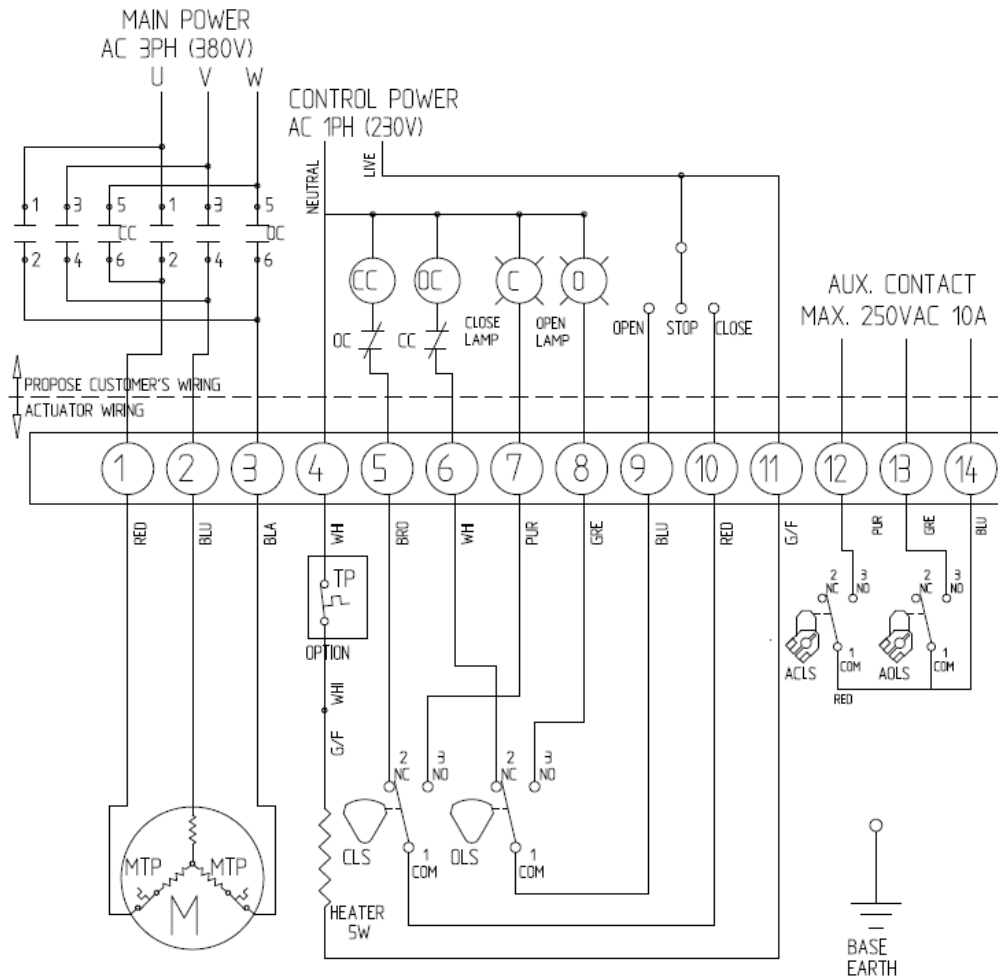 MAIN POWER
AC 3PH (380V)
U V W
CONTROL POWER
AC 1PH (230V)
NEUTRAL
LIVE
1 3 5 1 3 5
CC OC
2 4 6 2 4 6
CC OC C O
OC CC
CLOSE
LAMP
OPEN
LAMP
OPEN STOP CLOSE
AUX. CONTACT
MAX. 250VAC 10A
PROPOSE CUSTOMER'S WIRING
ACTUATOR WIRING
1 2 3 4 5 6 7 8 9 10 11 12 13 14
RED BLU BLA WH BRO WH PUR GRE BLU RED G/F PUR GRE BLU
TP
OPTION
WHI
G/F
2
NC
3
NO
2
NC
3
NO
ACLS
1
COM
AOLS
1
COM
RED
2
NC
3
NO
2
NC
3
NO
CLS
1
COM
OLS
1
COM
MTP MTP
M
HEATER
5W
BASE
EARTH